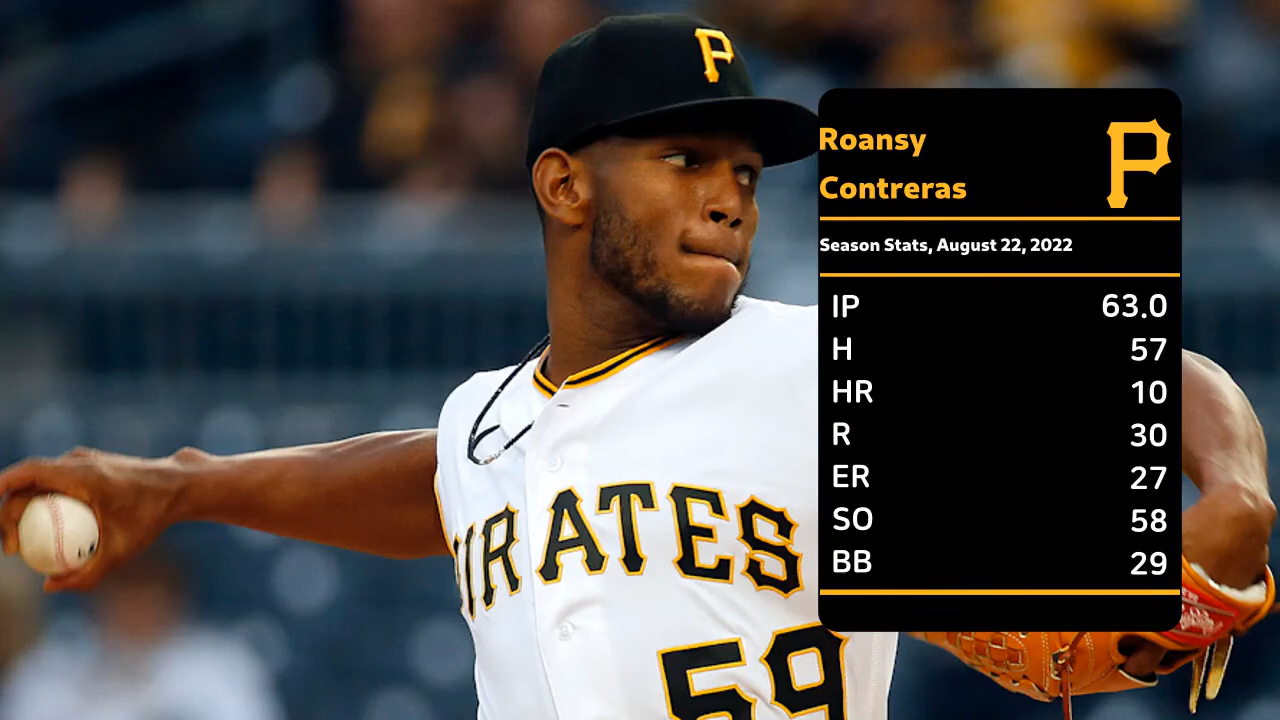 P
Roansy
Contreras
P
Season Stats, August 22, 2022
IP 63.0
H 57
HR 10
R 30
ER 27
SO 58
BB 29
PIRATES
59